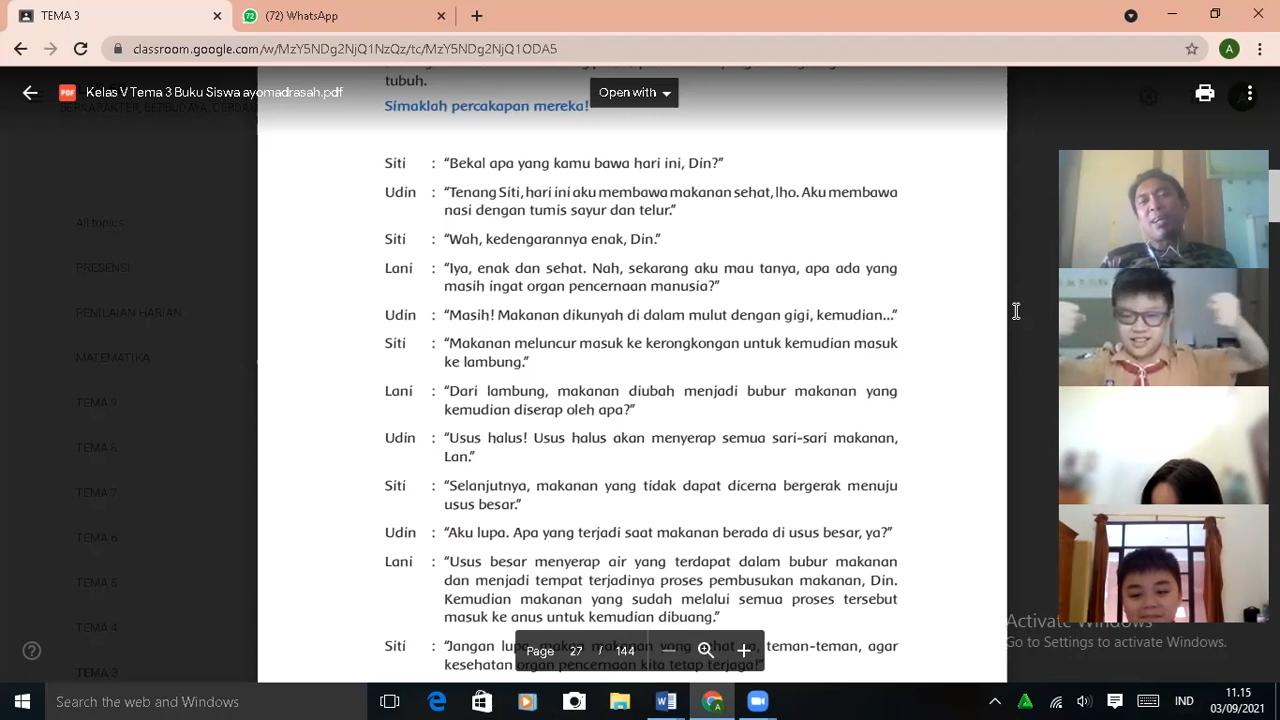 TEMA 3
(72) WhatsApp
classroom.google.com/w/MzY5NDg2NjQ1NzQz/tc/MzY5NDg2NjQ1ODA5
A
Kelas V Tema 3 Buku Siswa ayomadrasah.pdf
Open with
tubuh.
Simaklah percakapan mereka!
Siti : “Bekal apa yang kamu bawa hari ini, Din?”
Udin : “Tenang Siti, hari ini aku membawa makanan sehat, lho. Aku membawa
nasi dengan tumis sayur dan telur.”
Siti : “Wah, kedengarannya enak, Din.”
Lani : “Iya, enak dan sehat. Nah, sekarang aku mau tanya, apa ada yang
masih ingat organ pencernaan manusia?”
Udin : “Masih! Makanan dikunyah di dalam mulut dengan gigi, kemudian...”
Siti : “Makanan meluncur masuk ke kerongkongan untuk kemudian masuk
ke lambung.”
Lani : “Dari lambung, makanan diubah menjadi bubur makanan yang
kemudian diserap oleh apa?”
Udin : “Usus halus! Usus halus akan menyerap semua sari-sari makanan,
Lan.”
Siti : “Selanjutnya, makanan yang tidak dapat dicerna bergerak menuju
usus besar.”
Udin : “Aku lupa. Apa yang terjadi saat makanan berada di usus besar, ya?”
Lani : “Usus besar menyerap air yang terdapat dalam bubur makanan
dan menjadi tempat terjadinya proses pembusukan makanan, Din.
Kemudian makanan yang sudah melalui semua proses tersebut
masuk ke anus untuk kemudian dibuang.”
Siti : “Jangan lupa, makan makanan yang sehat ya, teman-teman, agar
kesehatan organ pencernaan kita tetap terjaga!”
Page 27 / 144
All topics
PRESENSI
PENILAIAN HARIAN
MATEMATIKA
TEMA 9
TEMA 8
TEMA 7
TEMA 6
TEMA 5
TEMA 4
TEMA 3
Activate Windows
Go to Settings to activate Windows.
Search the web and Windows
IND
11.15
03/09/2021